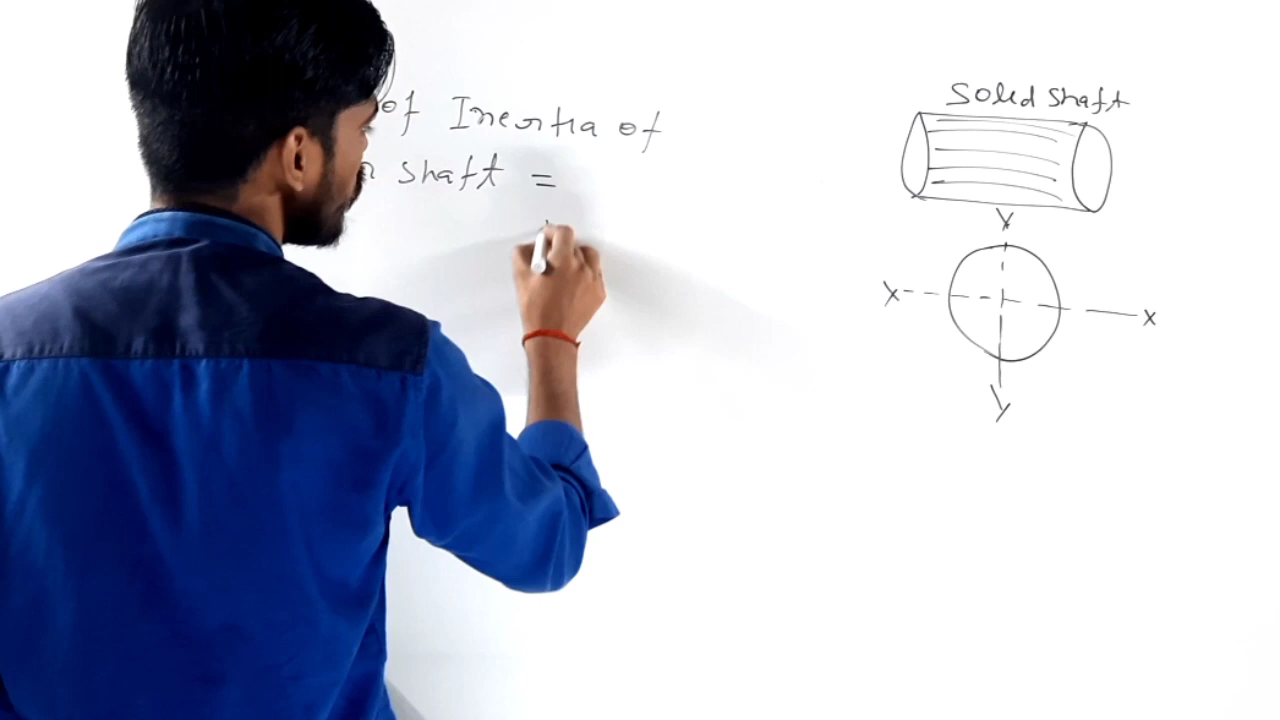 of Inertia of
shaft =
Solid shaft
Y
X
X
Y